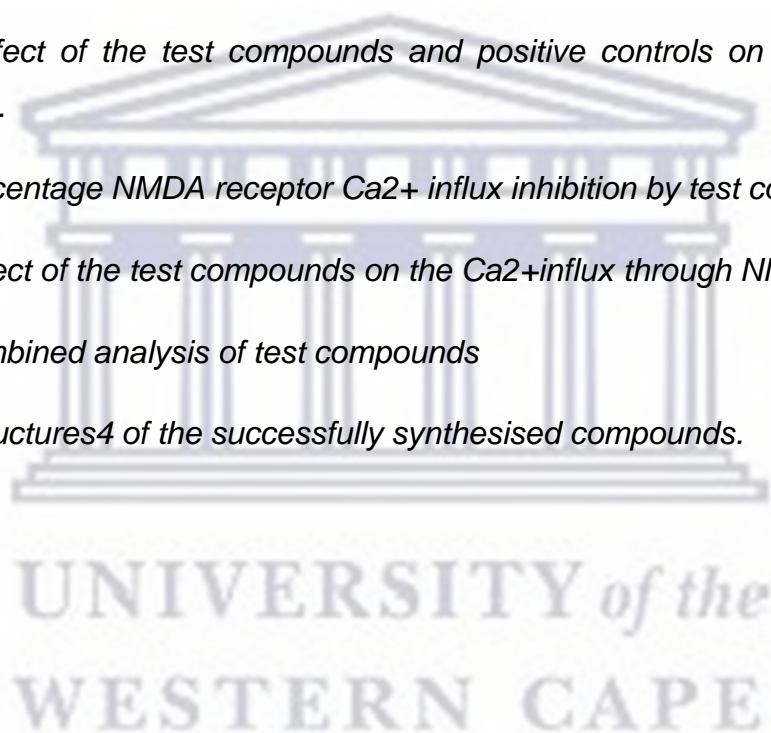 fect of the test compounds and positive controls on
centage NMDA receptor Ca2+ influx inhibition by test co
ect of the test compounds on the Ca2+influx through
mbined analysis of test compounds
uctures4 of the successfully synthesised compounds.
UNIVERSITY of the
WESTERN CAPE